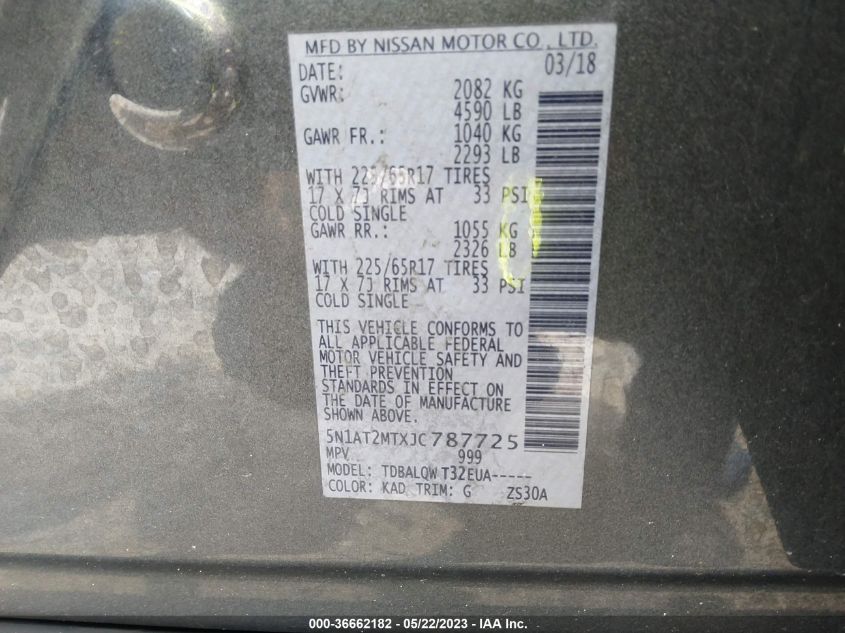 MFD BY NISSAN MOTOR CO., LTD.
DATE: 03/18
GVWR: 2082 KG
4590 LB
GAWR FR.: 1040 KG
2293 LB
WITH 225/65R17 TIRES
17 X 7J RIMS AT 33 PSI
COLD SINGLE
GAWR RR.: 1055 KG
2326 LB
WITH 225/65R17 TIRES
17 X 7J RIMS AT 33 PSI
COLD SINGLE
THIS VEHICLE CONFORMS TO
ALL APPLICABLE FEDERAL
MOTOR VEHICLE SAFETY AND
THEFT PREVENTION
STANDARDS IN EFFECT ON
THE DATE OF MANUFACTURE
SHOWN ABOVE.
5N1AT2MTXJC787725
MPV 999
MODEL: TDBALQW T32EUA-----
COLOR: KAD TRIM: G ZS30A
000-36662182 - 05/22/2023 - IAA Inc.